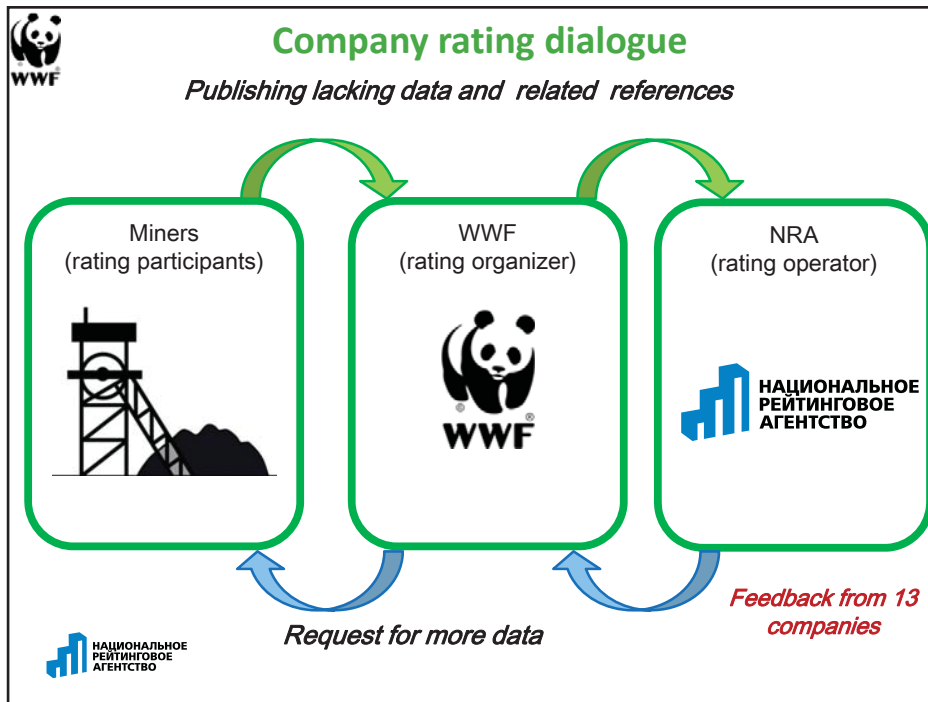 WWF
Company rating dialogue
Publishing lacking data and related references
Miners
(rating participants)
WWF
(rating organizer)
NRA
(rating operator)
©
®
WWF
НАЦИОНАЛЬНОЕ
РЕЙТИНГОВОЕ
АГЕНТСТВО
Request for more data
Feedback from 13
companies
НАЦИОНАЛЬНОЕ
РЕЙТИНГОВОЕ
АГЕНТСТВО